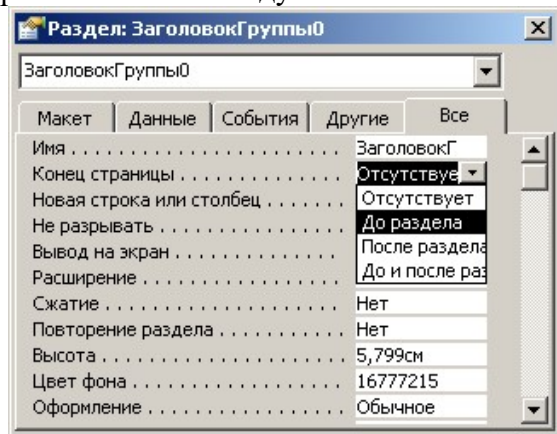 Раздел: ЗаголовокГруппы0
ЗаголовокГруппы0
Макет Данные События Другие Все
Имя . . . . . . . . . . . . . . . . . . . . . . . ЗаголовокГ
Конец страницы . . . . . . . . . . . . . . Отсутствуе
Новая строка или столбец . . . . . . . Отсутствует
Не разрывать . . . . . . . . . . . . . . . . До раздела
Вывод на экран . . . . . . . . . . . . . . После раздела
Расширение . . . . . . . . . . . . . . . . . До и после раз
Сжатие . . . . . . . . . . . . . . . . . . . . Нет
Повторение раздела . . . . . . . . . . . Нет
Высота . . . . . . . . . . . . . . . . . . . . 5,799см
Цвет фона . . . . . . . . . . . . . . . . . . 16777215
Оформление . . . . . . . . . . . . . . . . . Обычное